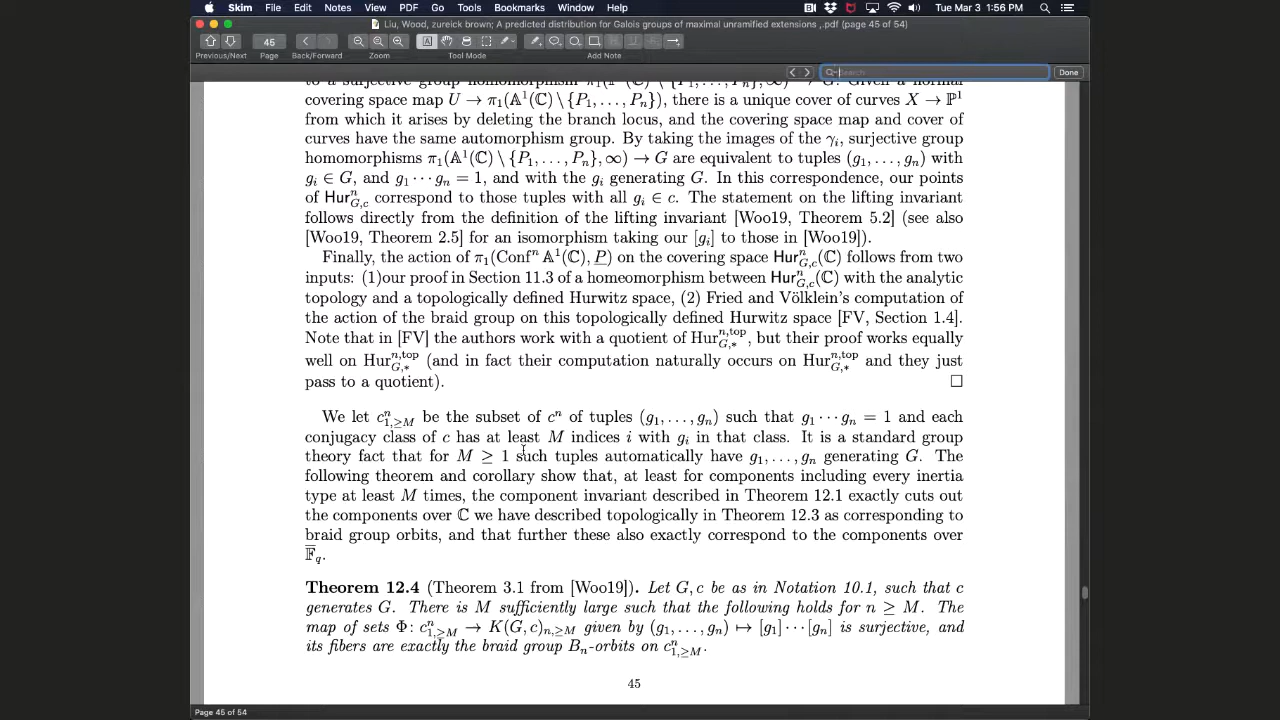 Skim File Edit Notes View PDF Go Tools Bookmarks Window Help Tue Mar 3 1:56 PM
Liu, Wood, zureick brown; A predicted distribution for Galois groups of maximal unramified extensions ,.pdf (page 45 of 54)
45
Previous/Next Page Back/Forward Zoom Tool Mode Add Note
Search Done
to a surjective group homomorphism
covering space map U → π₁(𝔸¹(ℂ) \ {P₁, . . . , Pₙ}), there is a unique cover of curves X → ℙ¹
from which it arises by deleting the branch locus, and the covering space map and cover of
curves have the same automorphism group. By taking the images of the γᵢ, surjective group
homomorphisms π₁(𝔸¹(ℂ) \ {P₁, . . . , Pₙ}, ∞) → G are equivalent to tuples (g₁, . . . , gₙ) with
gᵢ ∈ G, and g₁ · · · gₙ = 1, and with the gᵢ generating G. In this correspondence, our points
of Hur^n_{G,c} correspond to those tuples with all gᵢ ∈ c. The statement on the lifting invariant
follows directly from the definition of the lifting invariant [Woo19, Theorem 5.2] (see also
[Woo19, Theorem 2.5] for an isomorphism taking our [gᵢ] to those in [Woo19]).
Finally, the action of π₁(Confⁿ 𝔸¹(ℂ), P) on the covering space Hur^n_{G,c}(ℂ) follows from two
inputs: (1)our proof in Section 11.3 of a homeomorphism between Hur^n_{G,c}(ℂ) with the analytic
topology and a topologically defined Hurwitz space, (2) Fried and Völklein's computation of
the action of the braid group on this topologically defined Hurwitz space [FV, Section 1.4].
Note that in [FV] the authors work with a quotient of Hur^{n,top}_{G,*}, but their proof works equally
well on Hur^{n,top}_{G,*} (and in fact their computation naturally occurs on Hur^{n,top}_{G,*} and they just
pass to a quotient). □
We let c^n_{1,≥M} be the subset of cⁿ of tuples (g₁, . . . , gₙ) such that g₁ · · · gₙ = 1 and each
conjugacy class of c has at least M indices i with gᵢ in that class. It is a standard group
theory fact that for M ≥ 1 such tuples automatically have g₁, . . . , gₙ generating G. The
following theorem and corollary show that, at least for components including every inertia
type at least M times, the component invariant described in Theorem 12.1 exactly cuts out
the components over ℂ we have described topologically in Theorem 12.3 as corresponding to
braid group orbits, and that further these also exactly correspond to the components over
𝔽̄_q.
Theorem 12.4 (Theorem 3.1 from [Woo19]). Let G, c be as in Notation 10.1, such that c
generates G. There is M sufficiently large such that the following holds for n ≥ M. The
map of sets Φ: c^n_{1,≥M} → K(G, c)_{n,≥M} given by (g₁, . . . , gₙ) ↦ [g₁] · · · [gₙ] is surjective, and
its fibers are exactly the braid group Bₙ-orbits on c^n_{1,≥M}.
45
Page 45 of 54